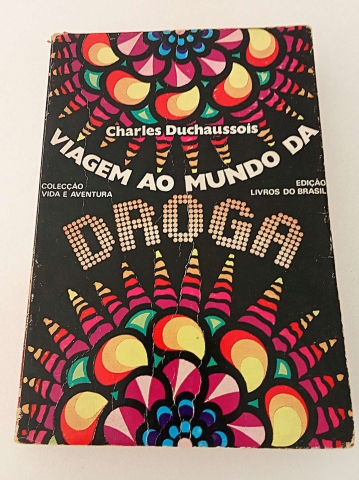 Charles Duchaussois
VIAGEM AO MUNDO DA
DROGA
COLECÇÃO
VIDA E AVENTURA
EDIÇÃO
LIVROS DO BRASIL